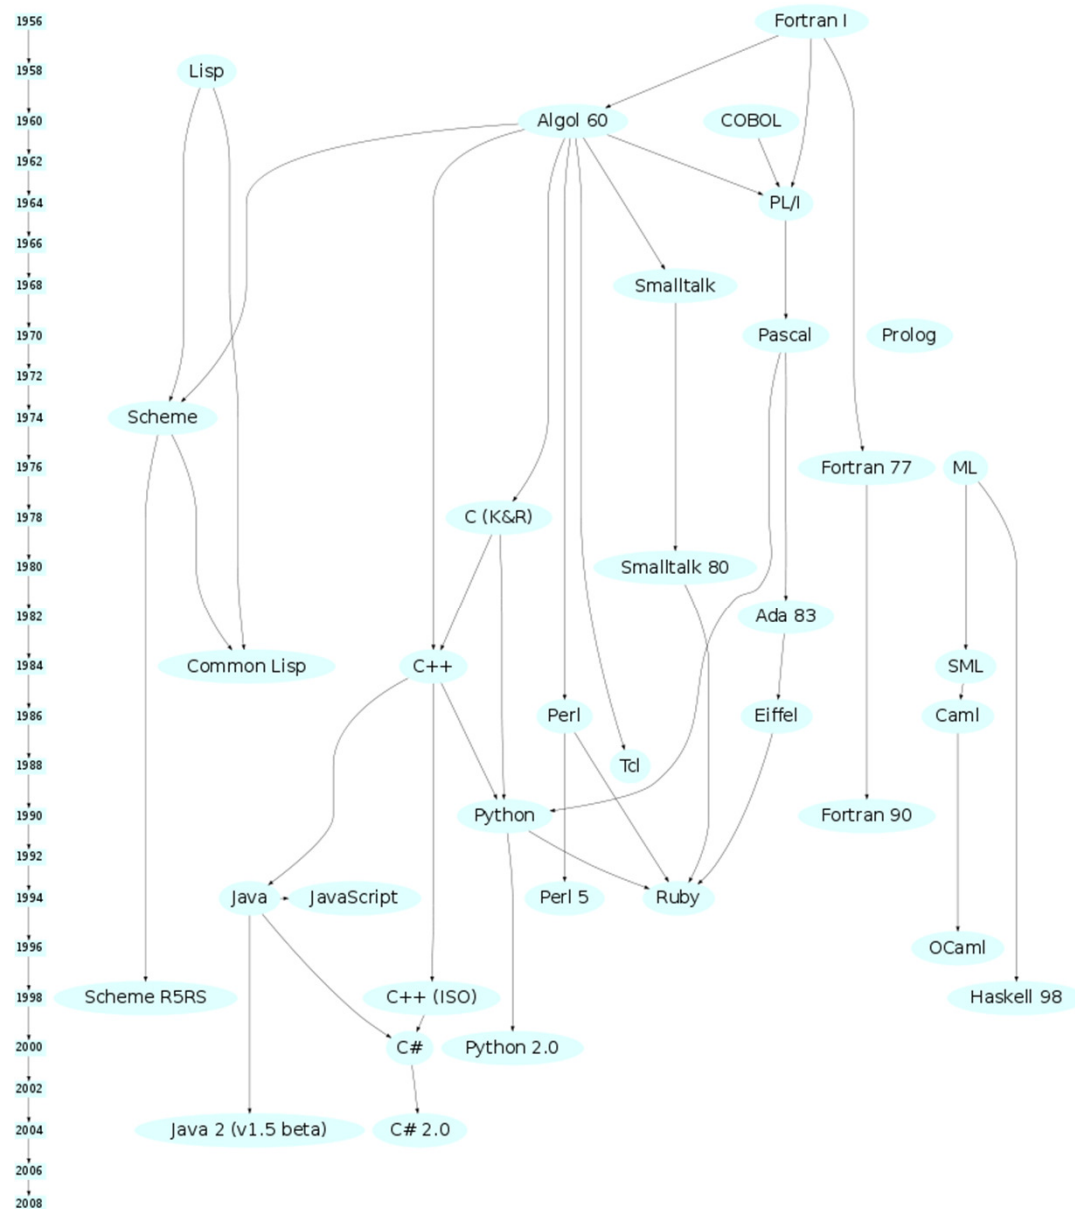 1956 Fortran I
1958 Lisp
1960 Algol 60 COBOL
1962
1964 PL/I
1966
1968 Smalltalk
1970 Pascal Prolog
1972
1974 Scheme
1976 Fortran 77 ML
1978 C (K&R)
1980 Smalltalk 80
1982 Ada 83
1984 Common Lisp C++ SML
1986 Perl Eiffel Caml
1988 Tcl
1990 Python Fortran 90
1992
1994 Java JavaScript Perl 5 Ruby
1996 OCaml
1998 Scheme R5RS C++ (ISO) Haskell 98
2000 C# Python 2.0
2002
2004 Java 2 (v1.5 beta) C# 2.0
2006
2008